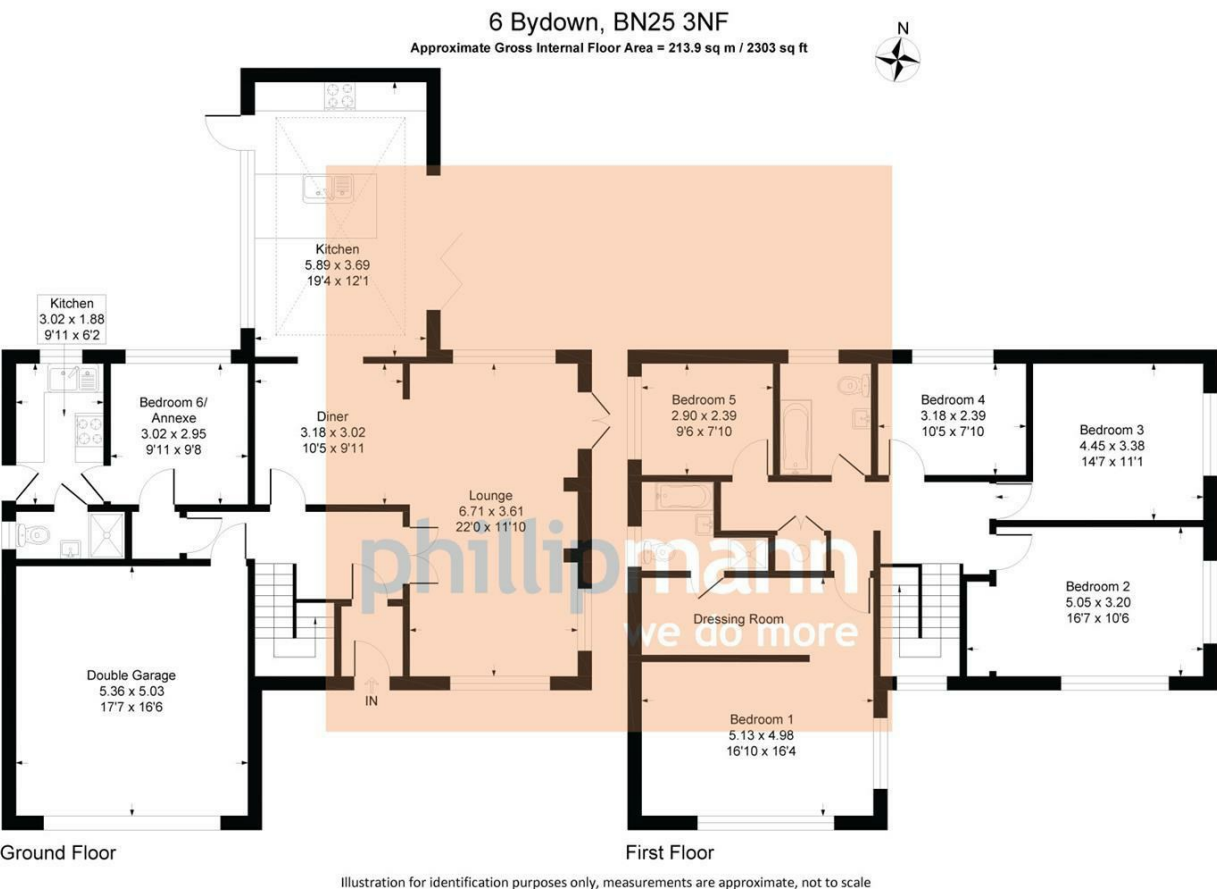 6 Bydown, BN25 3NF
Approximate Gross Internal Floor Area = 213.9 sq m / 2303 sq ft
N
Kitchen
5.89 x 3.69
19'4 x 12'1
Kitchen
3.02 x 1.88
9'11 x 6'2
Bedroom 6/
Annexe
3.02 x 2.95
9'11 x 9'8
Diner
3.18 x 3.02
10'5 x 9'11
Lounge
6.71 x 3.61
22'0 x 11'10
Double Garage
5.36 x 5.03
17'7 x 16'6
IN
Ground Floor
Bedroom 5
2.90 x 2.39
9'6 x 7'10
Bedroom 4
3.18 x 2.39
10'5 x 7'10
Bedroom 3
4.45 x 3.38
14'7 x 11'1
Bedroom 2
5.05 x 3.20
16'7 x 10'6
Dressing Room
Bedroom 1
5.13 x 4.98
16'10 x 16'4
First Floor
phillipmann
we do more
Illustration for identification purposes only, measurements are approximate, not to scale